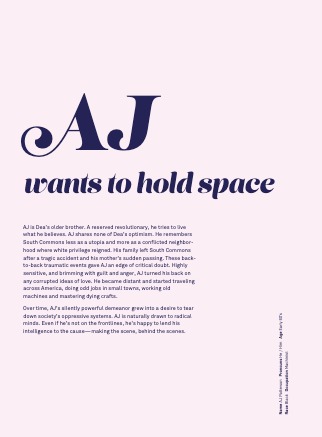 AJ
wants to hold space
AJ is Dea's older brother. A reserved revolutionary, he tries to live
what he believes. AJ shares none of Dea's optimism. He remembers
South Commons less as a utopia and more as a conflicted neighbor-
hood where white privilege reigned. His family left South Commons
after a tragic accident and his mother's sudden passing. These back-
to-back traumatic events gave AJ an edge of critical doubt. Highly
sensitive, and brimming with guilt and anger, AJ turned his back on
any corrupted ideas of love. He became distant and started traveling
across America, doing odd jobs in small towns, working old
machines and mastering dying crafts.
Over time, AJ's silently powerful demeanor grew into a desire to tear
down society's oppressive systems. AJ is naturally drawn to radical
minds. Even if he's not on the frontlines, he's happy to lend his
intelligence to the cause—making the scene, behind the scenes.
Name AJ Pronouns He / Him Age Early 60's
Race Black Occupation Machinist